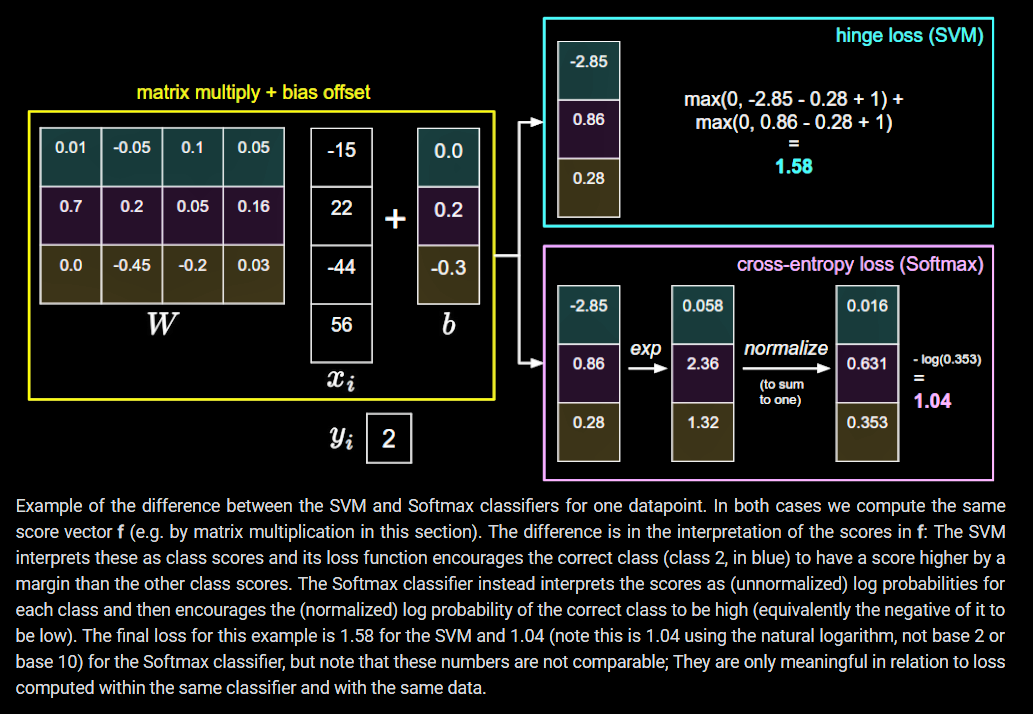 matrix multiply + bias offset
0.01 -0.05 0.1 0.05
0.7 0.2 0.05 0.16
0.0 -0.45 -0.2 0.03
W
-15
22
-44
56
xᵢ
+
0.0
0.2
-0.3
b
yᵢ 2
hinge loss (SVM)
-2.85
0.86
0.28
max(0, -2.85 - 0.28 + 1) +
max(0, 0.86 - 0.28 + 1)
=
1.58
cross-entropy loss (Softmax)
-2.85
0.86
0.28
exp
0.058
2.36
1.32
normalize
(to sum
to one)
0.016
0.631
0.353
- log(0.353)
=
1.04
Example of the difference between the SVM and Softmax classifiers for one datapoint. In both cases we compute the same
score vector f (e.g. by matrix multiplication in this section). The difference is in the interpretation of the scores in f: The SVM
interprets these as class scores and its loss function encourages the correct class (class 2, in blue) to have a score higher by a
margin than the other class scores. The Softmax classifier instead interprets the scores as (unnormalized) log probabilities for
each class and then encourages the (normalized) log probability of the correct class to be high (equivalently the negative of it to
be low). The final loss for this example is 1.58 for the SVM and 1.04 (note this is 1.04 using the natural logarithm, not base 2 or
base 10) for the Softmax classifier, but note that these numbers are not comparable; They are only meaningful in relation to loss
computed within the same classifier and with the same data.